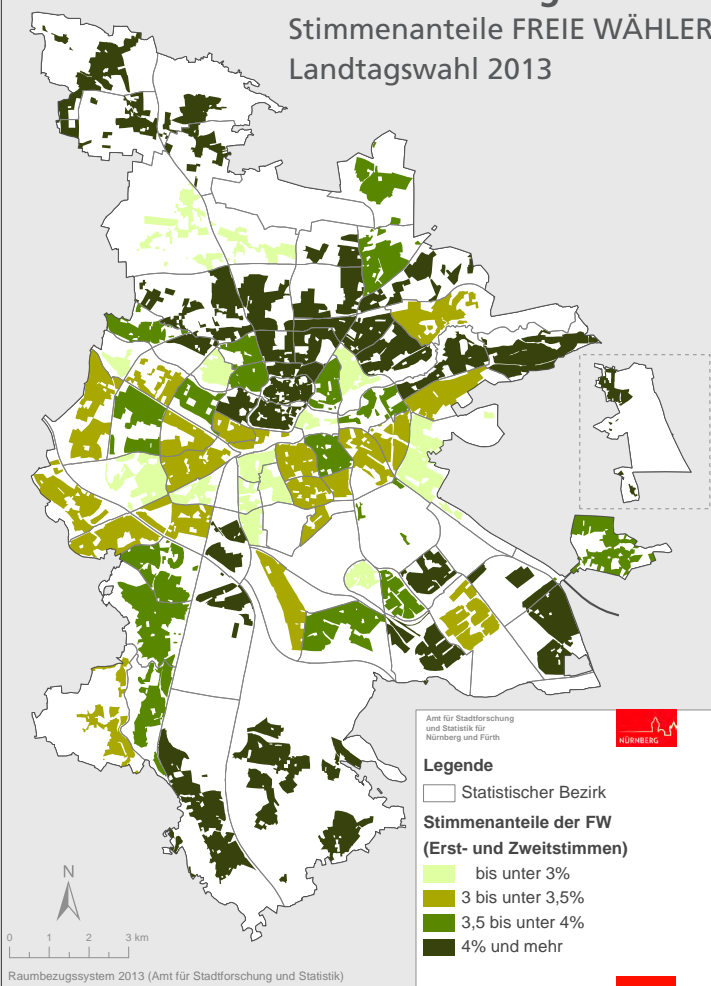 Stimmenanteile FREIE WÄHLER
Landtagswahl 2013
Amt für Stadtforschung
und Statistik für
Nürnberg und Fürth
NÜRNBERG
Legende
Statistischer Bezirk
Stimmenanteile der FW
(Erst- und Zweitstimmen)
bis unter 3%
3 bis unter 3,5%
3,5 bis unter 4%
4% und mehr
N
0 1 2 3 km
Raumbezugssystem 2013 (Amt für Stadtforschung und Statistik)